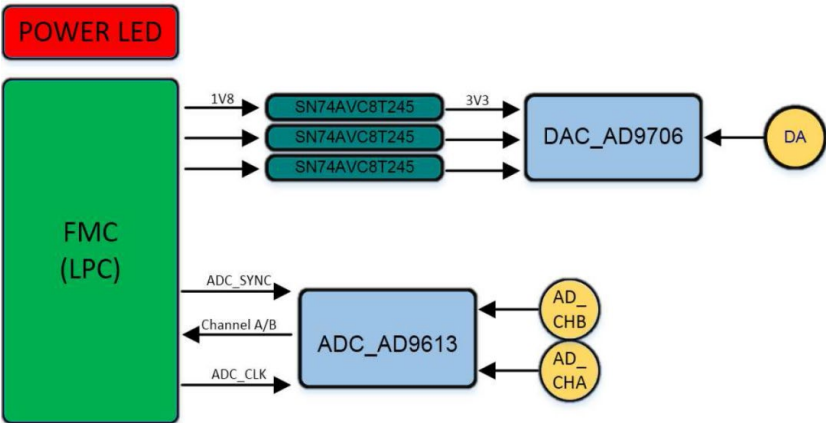 POWER LED
1V8
SN74AVC8T245
3V3
SN74AVC8T245
SN74AVC8T245
DAC_AD9706
DA
FMC
(LPC)
ADC_SYNC
Channel A/B
ADC_CLK
ADC_AD9613
AD_
CHB
AD_
CHA